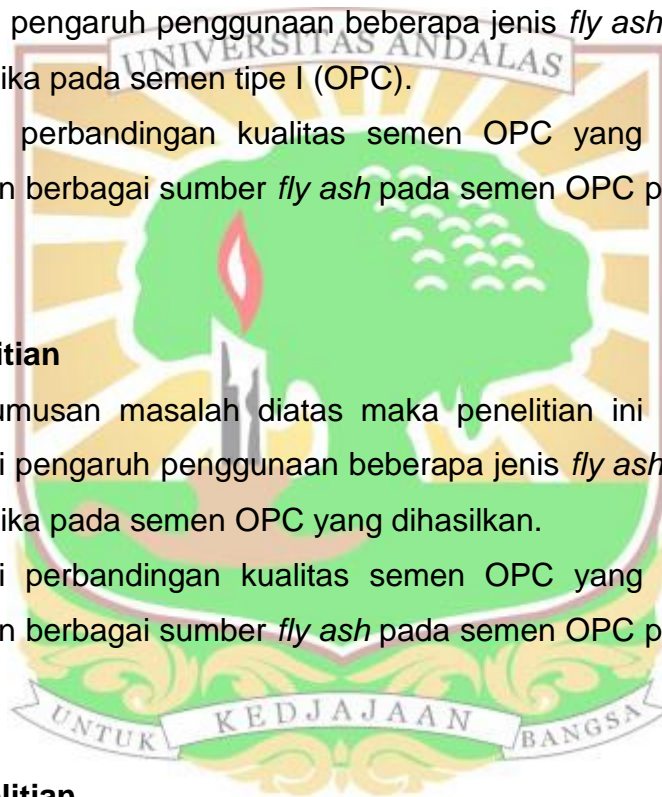 pengaruh penggunaan beberapa jenis fly ash
UNIVERSITAS ANDALAS
ika pada semen tipe I (OPC).
perbandingan kualitas semen OPC yang
n berbagai sumber fly ash pada semen OPC p
itian
umusan masalah diatas maka penelitian ini
i pengaruh penggunaan beberapa jenis fly ash
ika pada semen OPC yang dihasilkan.
i perbandingan kualitas semen OPC yang
n berbagai sumber fly ash pada semen OPC p
UNTUK KEDJAJAAN BANGSA
litian